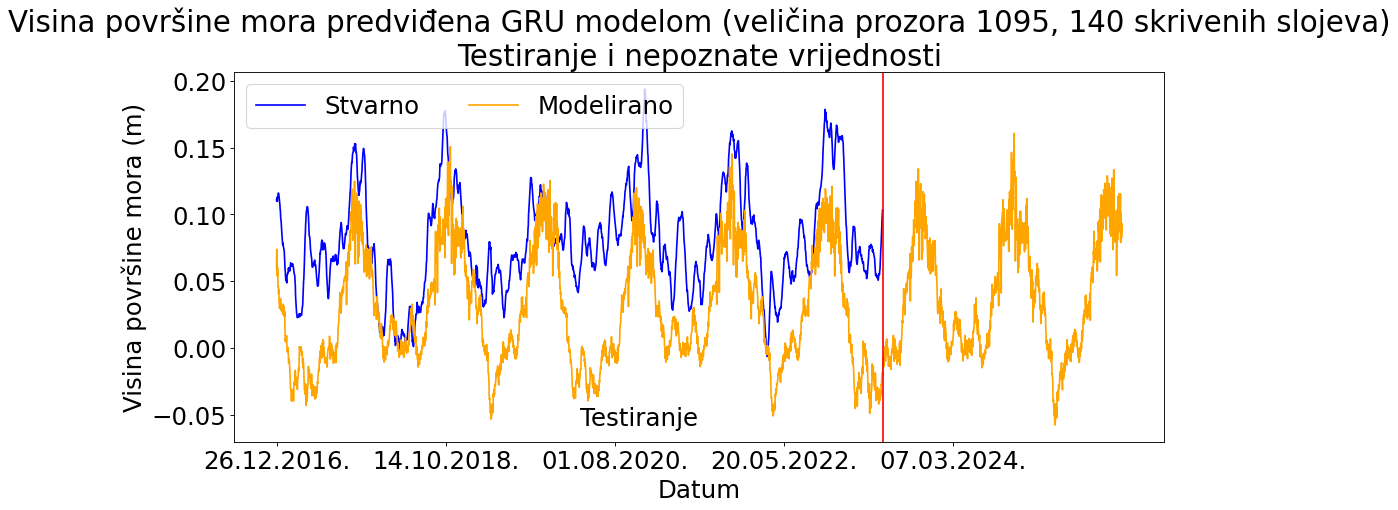 Visina površine mora predviđena GRU modelom (veličina prozora 1095, 140 skrivenih slojeva)
Testiranje i nepoznate vrijednosti
Stvarno Modelirano
Visina površine mora (m)
0.20
0.15
0.10
0.05
0.00
−0.05
Testiranje
26.12.2016. 14.10.2018. 01.08.2020. 20.05.2022. 07.03.2024.
Datum